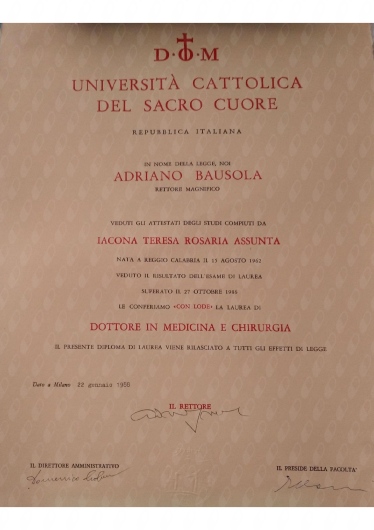 D·O·M
UNIVERSITÀ CATTOLICA
DEL SACRO CUORE
REPUBBLICA ITALIANA
IN NOME DELLA LEGGE, NOI
ADRIANO BAUSOLA
RETTORE MAGNIFICO
VEDUTI GLI ATTESTATI DEGLI STUDI COMPIUTI DA
IACONA TERESA ROSARIA ASSUNTA
NATA A REGGIO CALABRIA IL 15 AGOSTO 1962
VEDUTO IL RISULTATO DELL'ESAME DI LAUREA
SUPERATO IL 27 OTTOBRE
LE CONFERIAMO «CON LODE» LA LAUREA DI
DOTTORE IN MEDICINA E CHIRURGIA
IL PRESENTE DIPLOMA DI LAUREA VIENE RILASCIATO A TUTTI GLI EFFETTI DI LEGGE
Dato a Milano 22 gennaio
IL RETTORE
IL DIRETTORE AMMINISTRATIVO
IL PRESIDE DELLA FACOLTA'